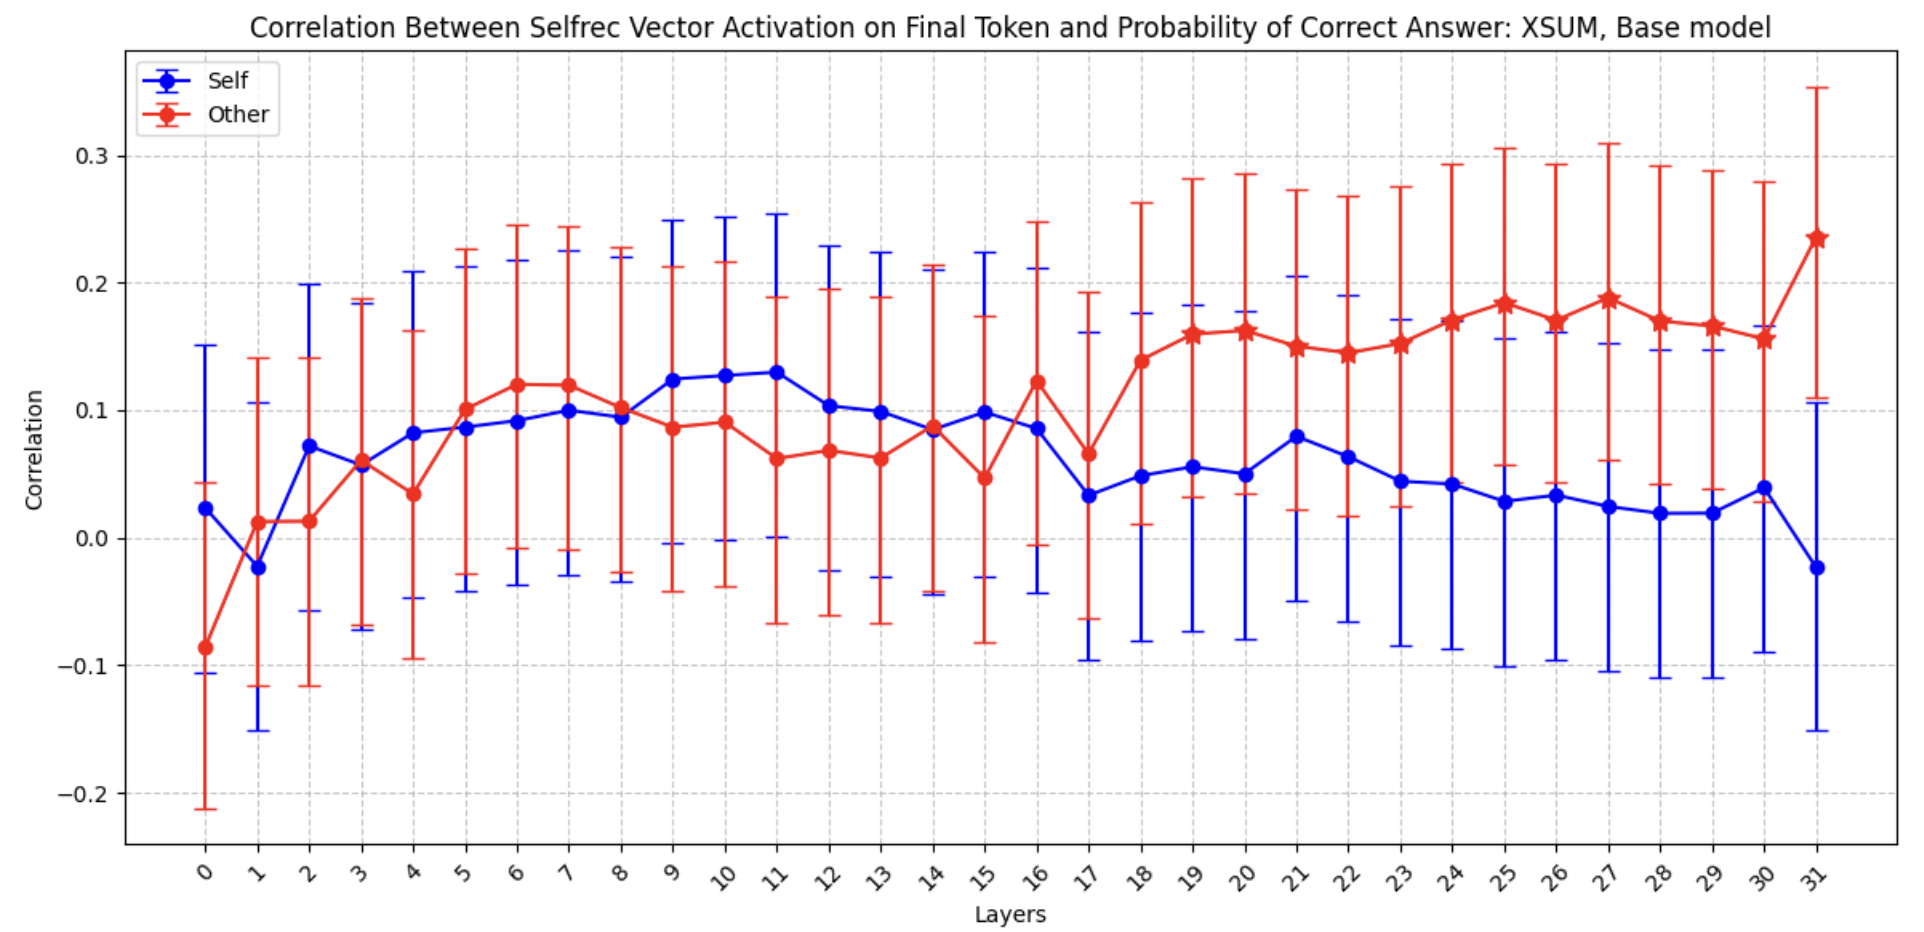 Correlation Between Selfrec Vector Activation on Final Token and Probability of Correct Answer: XSUM, Base model
Self
Other
0.3
0.2
0.1
0.0
−0.1
−0.2
Correlation
0 1 2 3 4 5 6 7 8 9 10 11 12 13 14 15 16 17 18 19 20 21 22 23 24 25 26 27 28 29 30 31
Layers